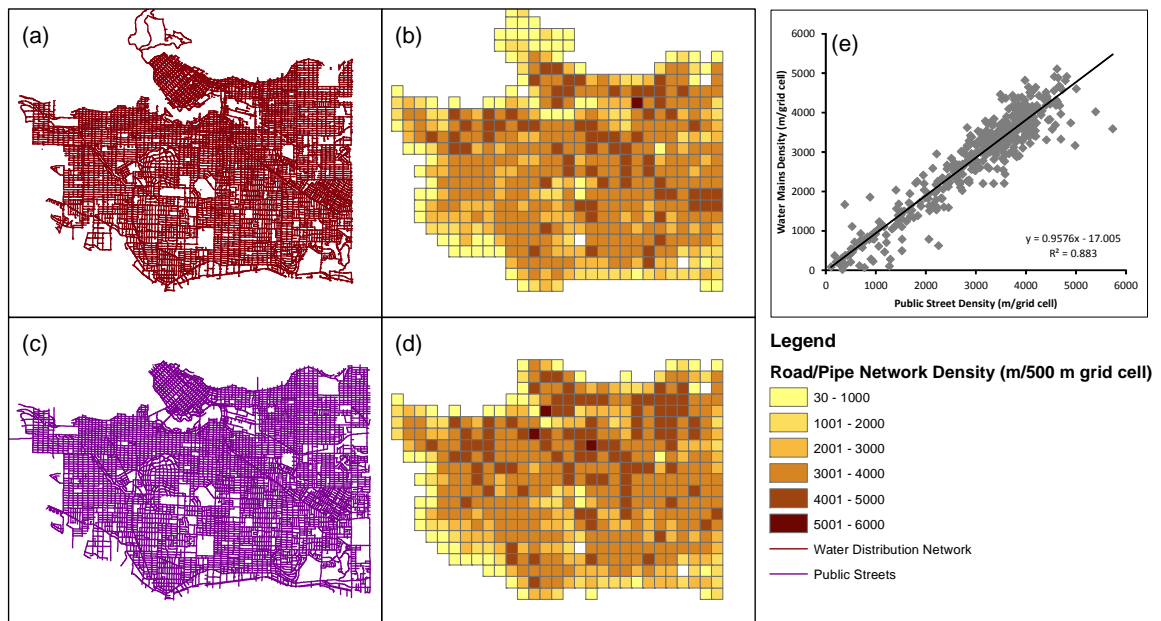 (a)
(b)
(c)
(d)
(e)
6000
5000
4000
3000
2000
1000
0
Water Mains Density (m/grid cell)
y = 0.9576x - 17.005
R² = 0.883
0 1000 2000 3000 4000 5000 6000
Public Street Density (m/grid cell)
Legend
Road/Pipe Network Density (m/500 m grid cell)
30 - 1000
1001 - 2000
2001 - 3000
3001 - 4000
4001 - 5000
5001 - 6000
Water Distribution Network
Public Streets